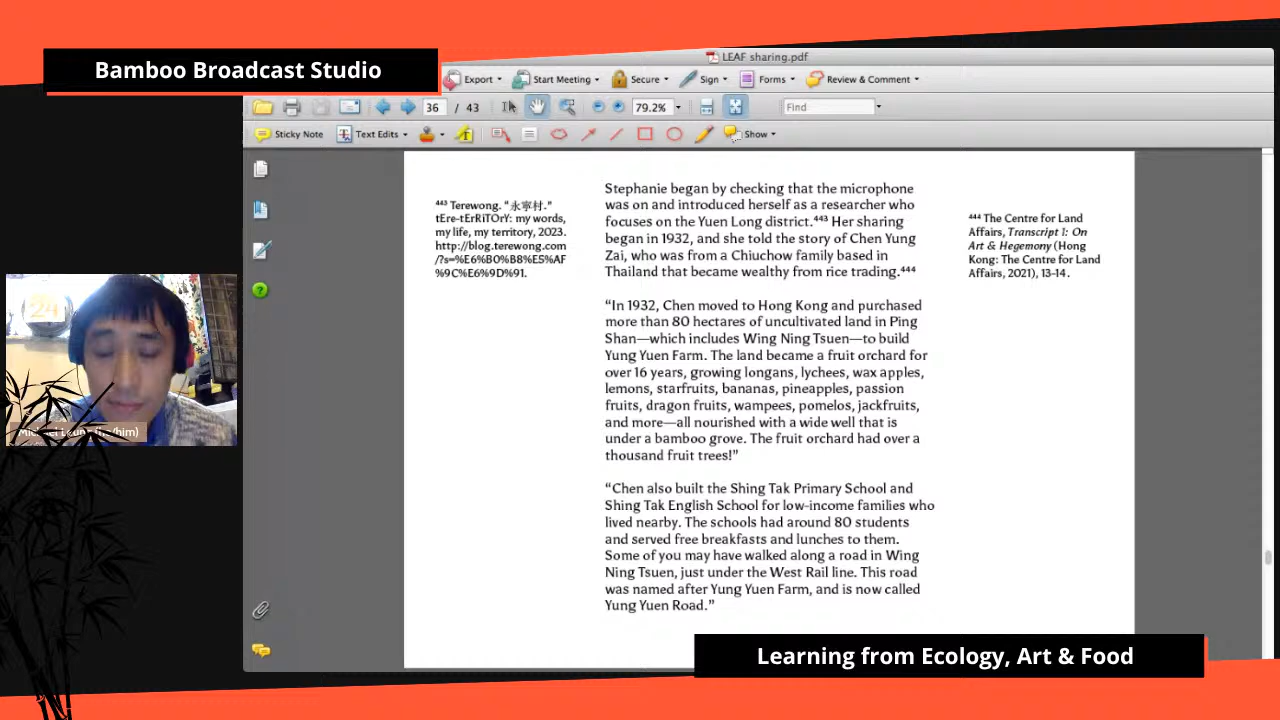 Bamboo Broadcast Studio
LEAF sharing.pdf
Export
Start Meeting
Secure
Sign
Forms
Review & Comment
36 / 43
79.2%
Find
Sticky Note
Text Edits
Show
⁴⁴³ Terewong. “永寧村.”
tEre-tErRiTOrY: my words,
my life, my territory, 2023.
http://blog.terewong.com
/?s=%E6%B0%B8%E5%AF
%9C%E6%9D%91.
Stephanie began by checking that the microphone
was on and introduced herself as a researcher who
focuses on the Yuen Long district.⁴⁴³ Her sharing
began in 1932, and she told the story of Chen Yung
Zai, who was from a Chiuchow family based in
Thailand that became wealthy from rice trading.⁴⁴⁴
“In 1932, Chen moved to Hong Kong and purchased
more than 80 hectares of uncultivated land in Ping
Shan—which includes Wing Ning Tsuen—to build
Yung Yuen Farm. The land became a fruit orchard for
over 16 years, growing longans, lychees, wax apples,
lemons, starfruits, bananas, pineapples, passion
fruits, dragon fruits, wampees, pomelos, jackfruits,
and more—all nourished with a wide well that is
under a bamboo grove. The fruit orchard had over a
thousand fruit trees!”
“Chen also built the Shing Tak Primary School and
Shing Tak English School for low-income families who
lived nearby. The schools had around 80 students
and served free breakfasts and lunches to them.
Some of you may have walked along a road in Wing
Ning Tsuen, just under the West Rail line. This road
was named after Yung Yuen Farm, and is now called
Yung Yuen Road.”
⁴⁴⁴ The Centre for Land
Affairs, Transcript 1: On
Art & Hegemony (Hong
Kong: The Centre for Land
Affairs, 2021), 13-14.
24
Michael Leung (he/him)
Learning from Ecology, Art & Food